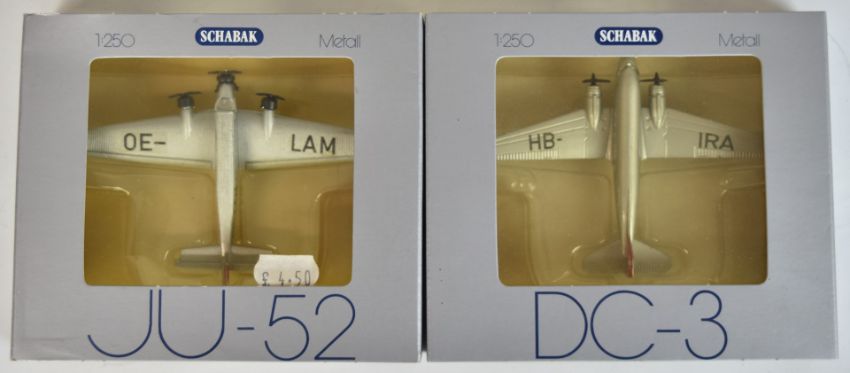 1:250 SCHABAK Metall
OE- LAM
£ 4.50
JU-52
1:250 SCHABAK Metall
HB- IRA
DC-3